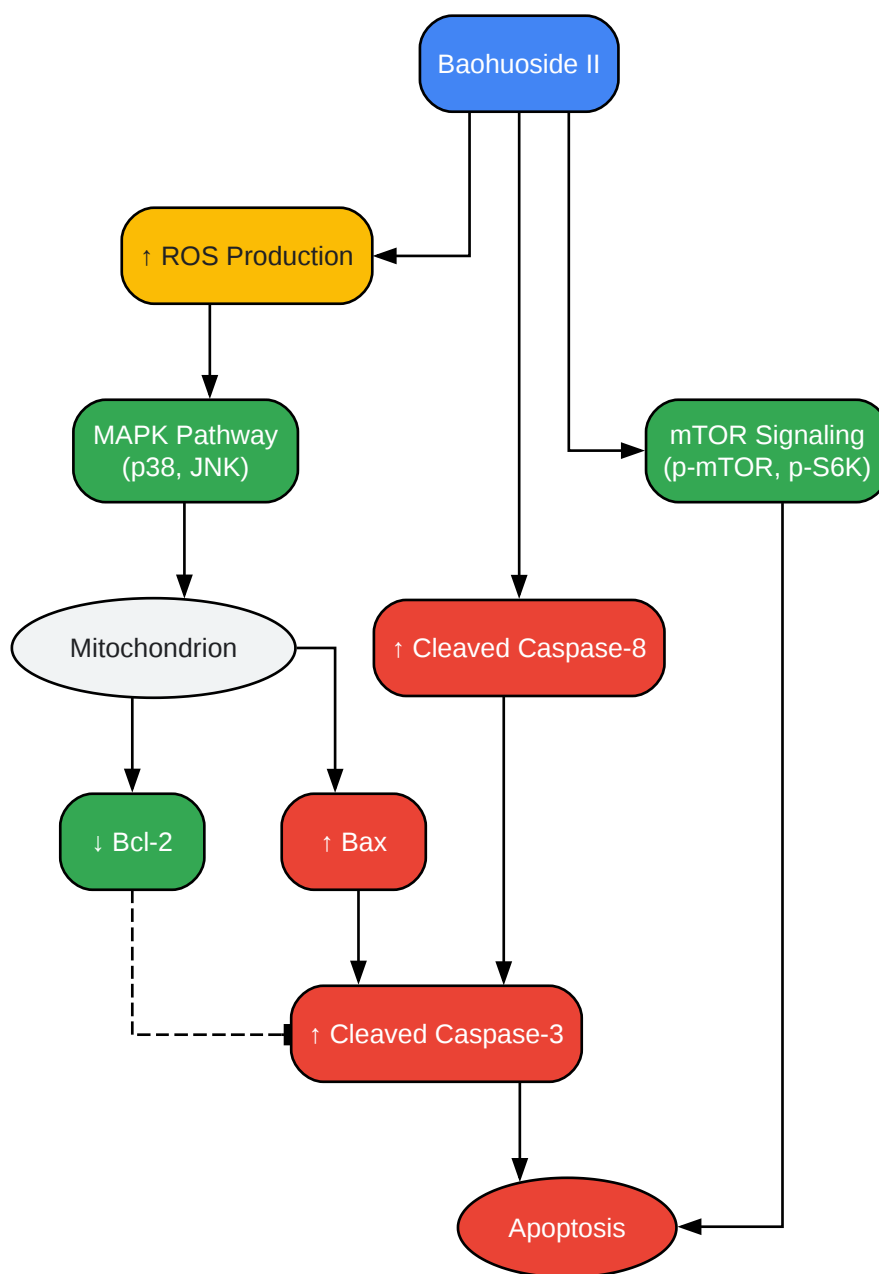 Baohuoside II
↑ ROS Production
MAPK Pathway
(p38, JNK)
mTOR Signaling
(p-mTOR, p-S6K)
Mitochondrion
↑ Cleaved Caspase-8
↓ Bcl-2
↑ Bax
↑ Cleaved Caspase-3
Apoptosis